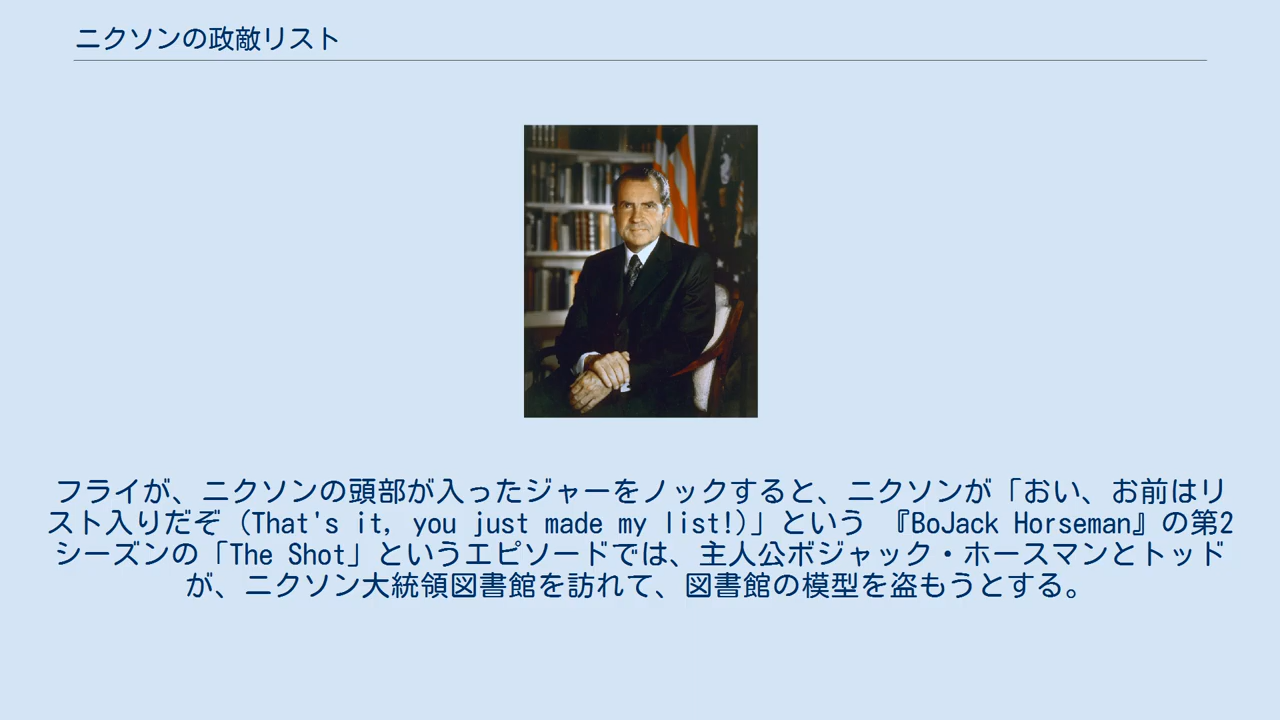 ニクソンの政敵リスト
フライが、ニクソンの頭部が入ったジャーをノックすると、ニクソンが「おい、お前はリ
スト入りだぞ (That's it, you just made my list!)」という 『BoJack Horseman』の第2
シーズンの「The Shot」というエピソードでは、主人公ボジャック・ホースマンとトッド
が、ニクソン大統領図書館を訪れて、図書館の模型を盗もうとする。